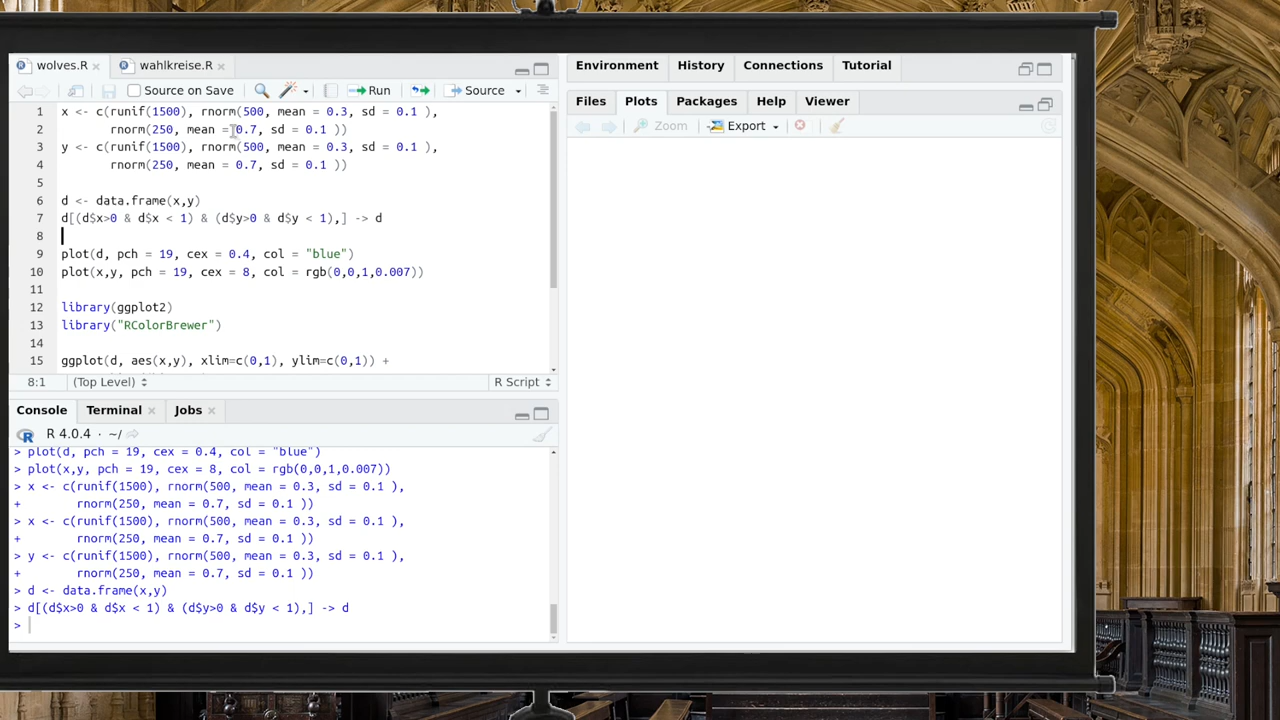 wolves.R
wahlkreise.R
Source on Save
Run
Source
1 x <- c(runif(1500), rnorm(500, mean = 0.3, sd = 0.1 ),
2 rnorm(250, mean = 0.7, sd = 0.1 ))
3 y <- c(runif(1500), rnorm(500, mean = 0.3, sd = 0.1 ),
4 rnorm(250, mean = 0.7, sd = 0.1 ))
5
6 d <- data.frame(x,y)
7 d[(d$x>0 & d$x < 1) & (d$y>0 & d$y < 1),] -> d
8
9 plot(d, pch = 19, cex = 0.4, col = "blue")
10 plot(x,y, pch = 19, cex = 8, col = rgb(0,0,1,0.007))
11
12 library(ggplot2)
13 library("RColorBrewer")
14
15 ggplot(d, aes(x,y), xlim=c(0,1), ylim=c(0,1)) +
8:1 (Top Level) R Script
Console Terminal Jobs
R 4.0.4 · ~/
> plot(d, pch = 19, cex = 0.4, col = "blue")
> plot(x,y, pch = 19, cex = 8, col = rgb(0,0,1,0.007))
> x <- c(runif(1500), rnorm(500, mean = 0.3, sd = 0.1 ),
+ rnorm(250, mean = 0.7, sd = 0.1 ))
> x <- c(runif(1500), rnorm(500, mean = 0.3, sd = 0.1 ),
+ rnorm(250, mean = 0.7, sd = 0.1 ))
> y <- c(runif(1500), rnorm(500, mean = 0.3, sd = 0.1 ),
+ rnorm(250, mean = 0.7, sd = 0.1 ))
> d <- data.frame(x,y)
> d[(d$x>0 & d$x < 1) & (d$y>0 & d$y < 1),] -> d
>
Environment History Connections Tutorial
Files Plots Packages Help Viewer
Zoom Export